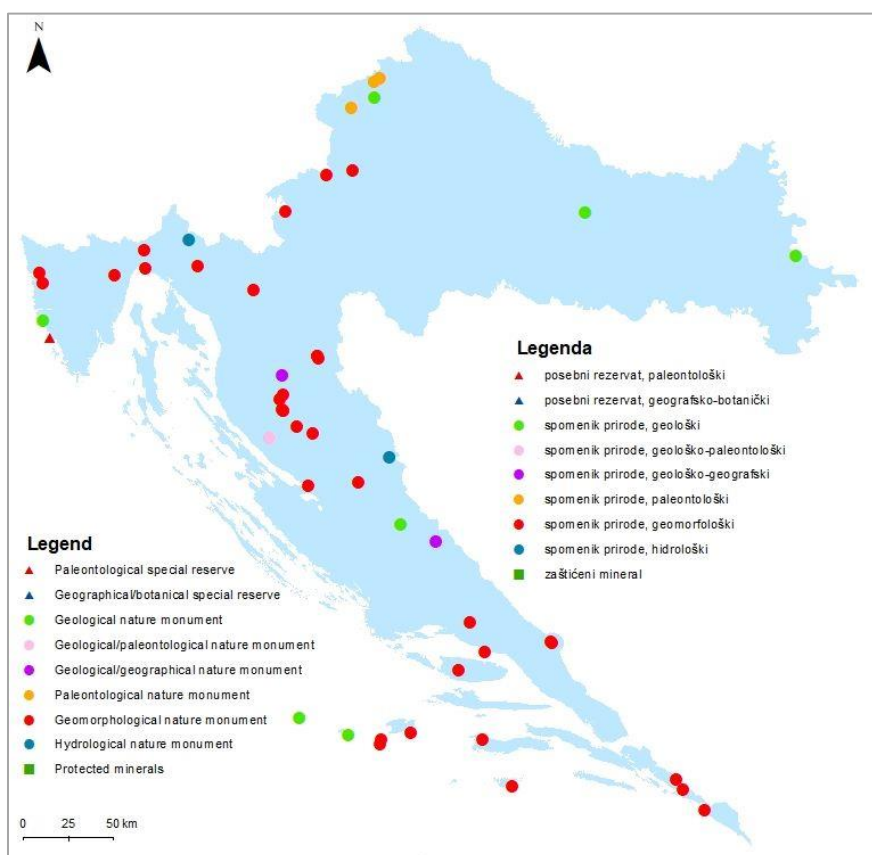 N
Legenda
posebni rezervat, paleontološki
posebni rezervat, geografsko-botanički
spomenik prirode, geološki
spomenik prirode, geološko-paleontološki
spomenik prirode, geološko-geografski
spomenik prirode, paleontološki
spomenik prirode, geomorfološki
spomenik prirode, hidrološki
zaštićeni mineral
Legend
Paleontological special reserve
Geographical/botanical special reserve
Geological nature monument
Geological/paleontological nature monument
Geological/geographical nature monument
Paleontological nature monument
Geomorphological nature monument
Hydrological nature monument
Protected minerals
0 25 50 km